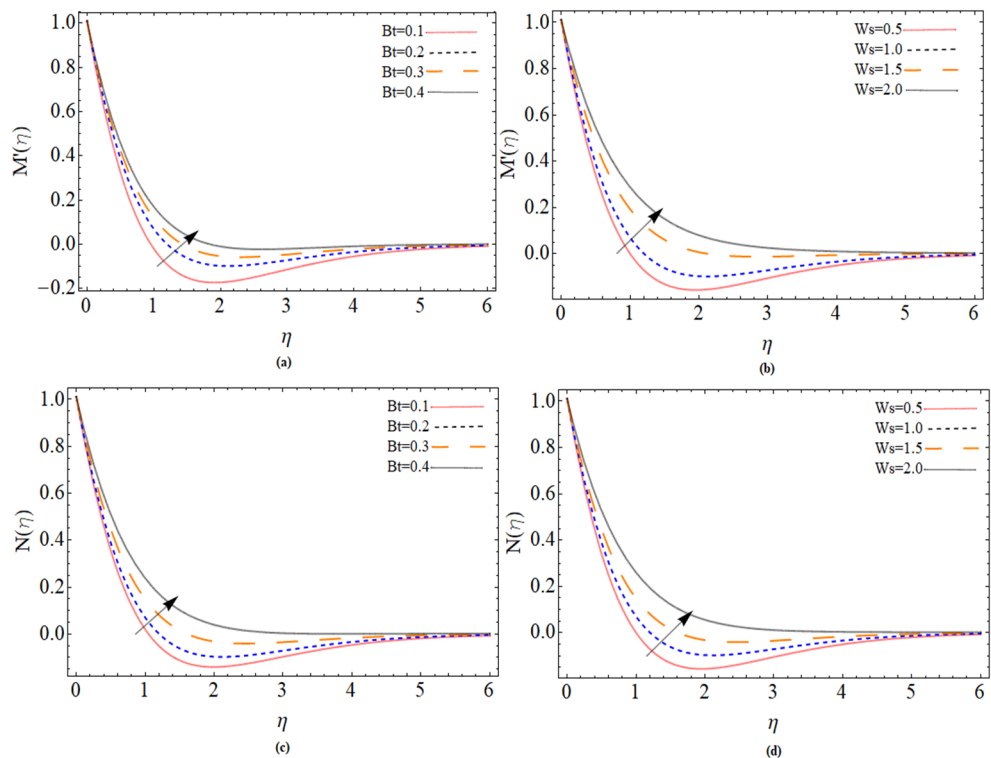 1.0
0.8
0.6
0.4
0.2
0.0
−0.2
M'(η)
Bt=0.1
Bt=0.2
Bt=0.3
Bt=0.4
0 1 2 3 4 5 6
η
(a)
1.0
0.8
0.6
0.4
0.2
0.0
M'(η)
Ws=0.5
Ws=1.0
Ws=1.5
Ws=2.0
0 1 2 3 4 5 6
η
(b)
1.0
0.8
0.6
0.4
0.2
0.0
N(η)
Bt=0.1
Bt=0.2
Bt=0.3
Bt=0.4
0 1 2 3 4 5 6
η
(c)
1.0
0.8
0.6
0.4
0.2
0.0
N(η)
Ws=0.5
Ws=1.0
Ws=1.5
Ws=2.0
0 1 2 3 4 5 6
η
(d)